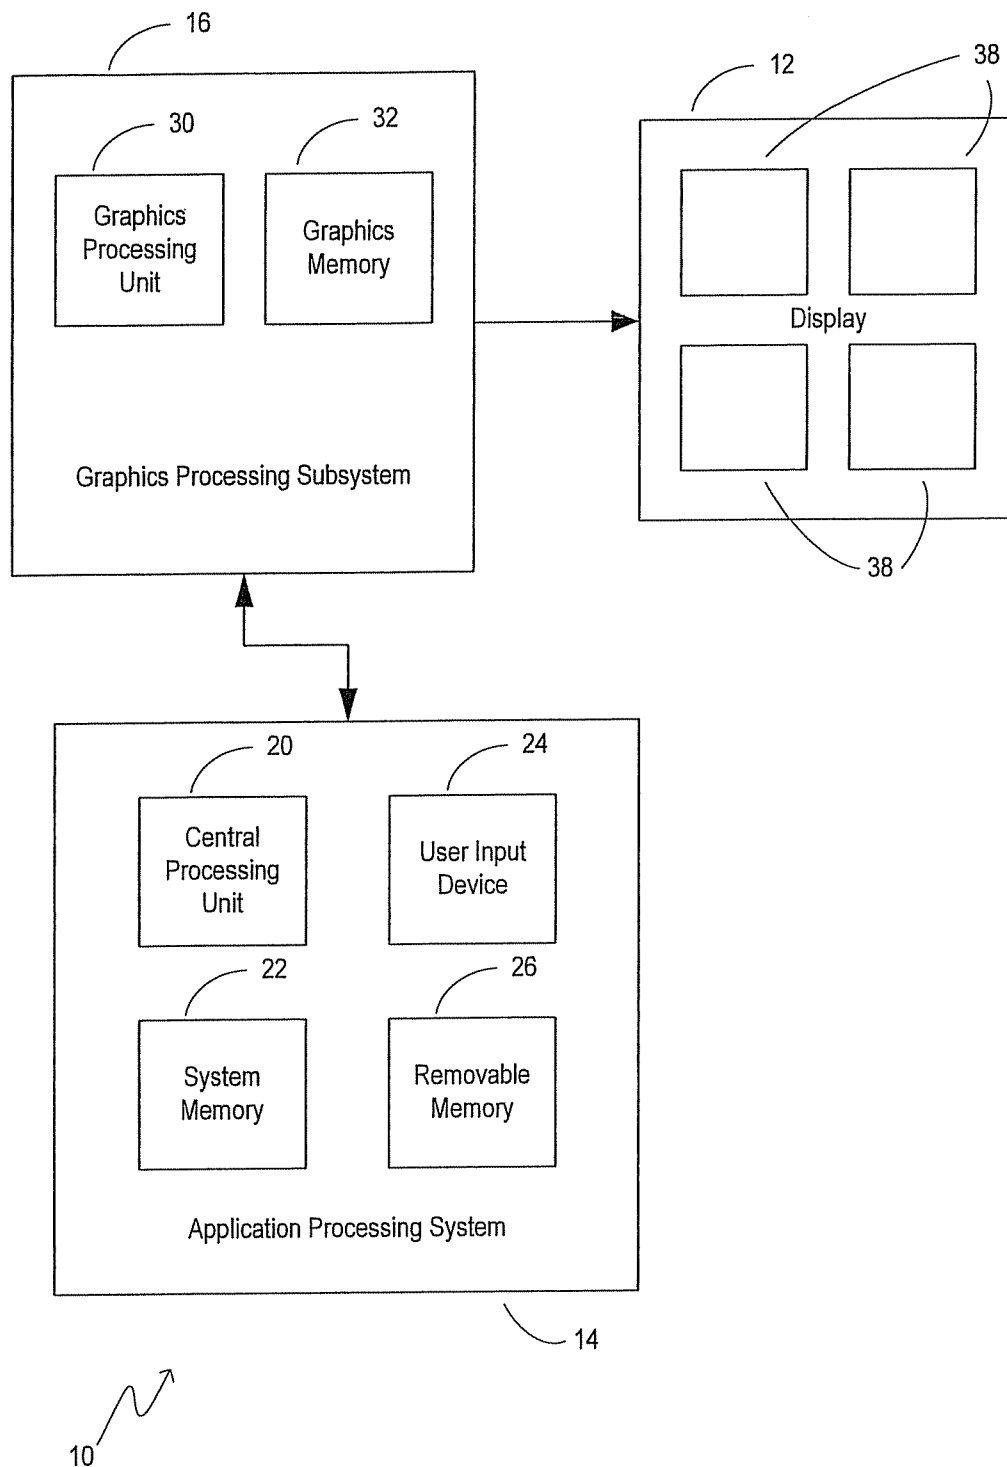 16
30
32
Graphics
Processing
Unit
Graphics
Memory
Graphics Processing Subsystem
12
38
Display
38
20
24
Central
Processing
Unit
User Input
Device
22
26
System
Memory
Removable
Memory
Application Processing System
14
10